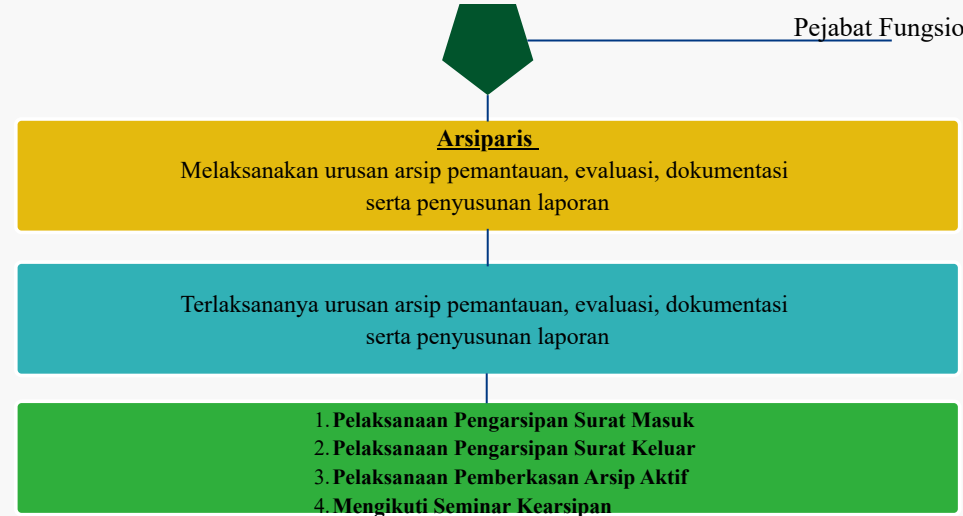 Pejabat Fungsio
Arsiparis
Melaksanakan urusan arsip pemantauan, evaluasi, dokumentasi
serta penyusunan laporan
Terlaksananya urusan arsip pemantauan, evaluasi, dokumentasi
serta penyusunan laporan
1. Pelaksanaan Pengarsipan Surat Masuk
2. Pelaksanaan Pengarsipan Surat Keluar
3. Pelaksanaan Pemberkasan Arsip Aktif
4. Mengikuti Seminar Kearsipan